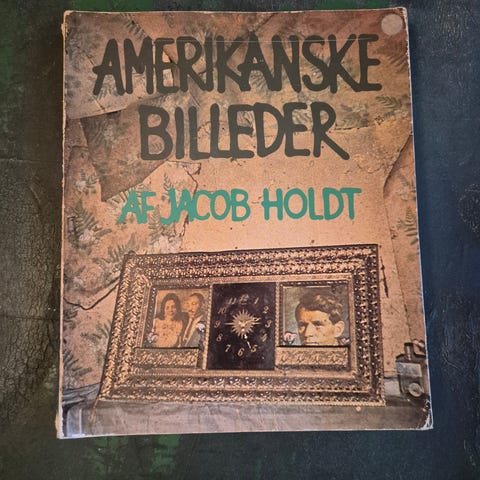 AMERIKANSKE
BILLEDER
AF JACOB HOLDT